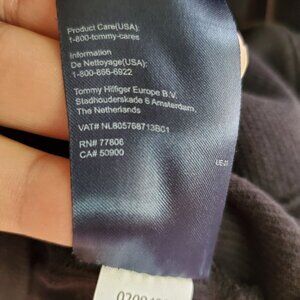 Product Care(USA):
1-800-tommy-cares
Information
De Nettoyage(USA):
1-800-866-6922
Tommy Hilfiger Europe B.V.
Stadhouderskade 6 Amsterdam,
The Netherlands
VAT# NL805768713BC1
RN# 77806
CA# 50900